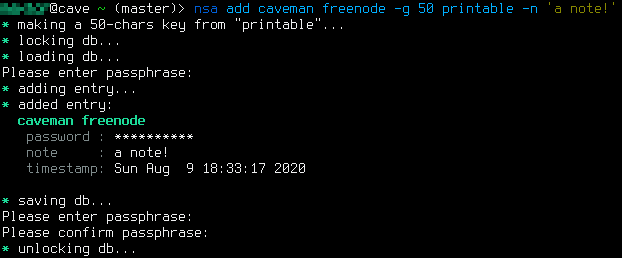 @cave ~ (master)⟩ nsa add caveman freenode -g 50 printable -n 'a note!'
* making a 50-chars key from "printable"...
* locking db...
* loading db...
Please enter passphrase:
* adding entry...
* added entry:
caveman freenode
password : **********
note : a note!
timestamp: Sun Aug 9 18:33:17 2020
* saving db...
Please enter passphrase:
Please confirm passphrase:
* unlocking db...